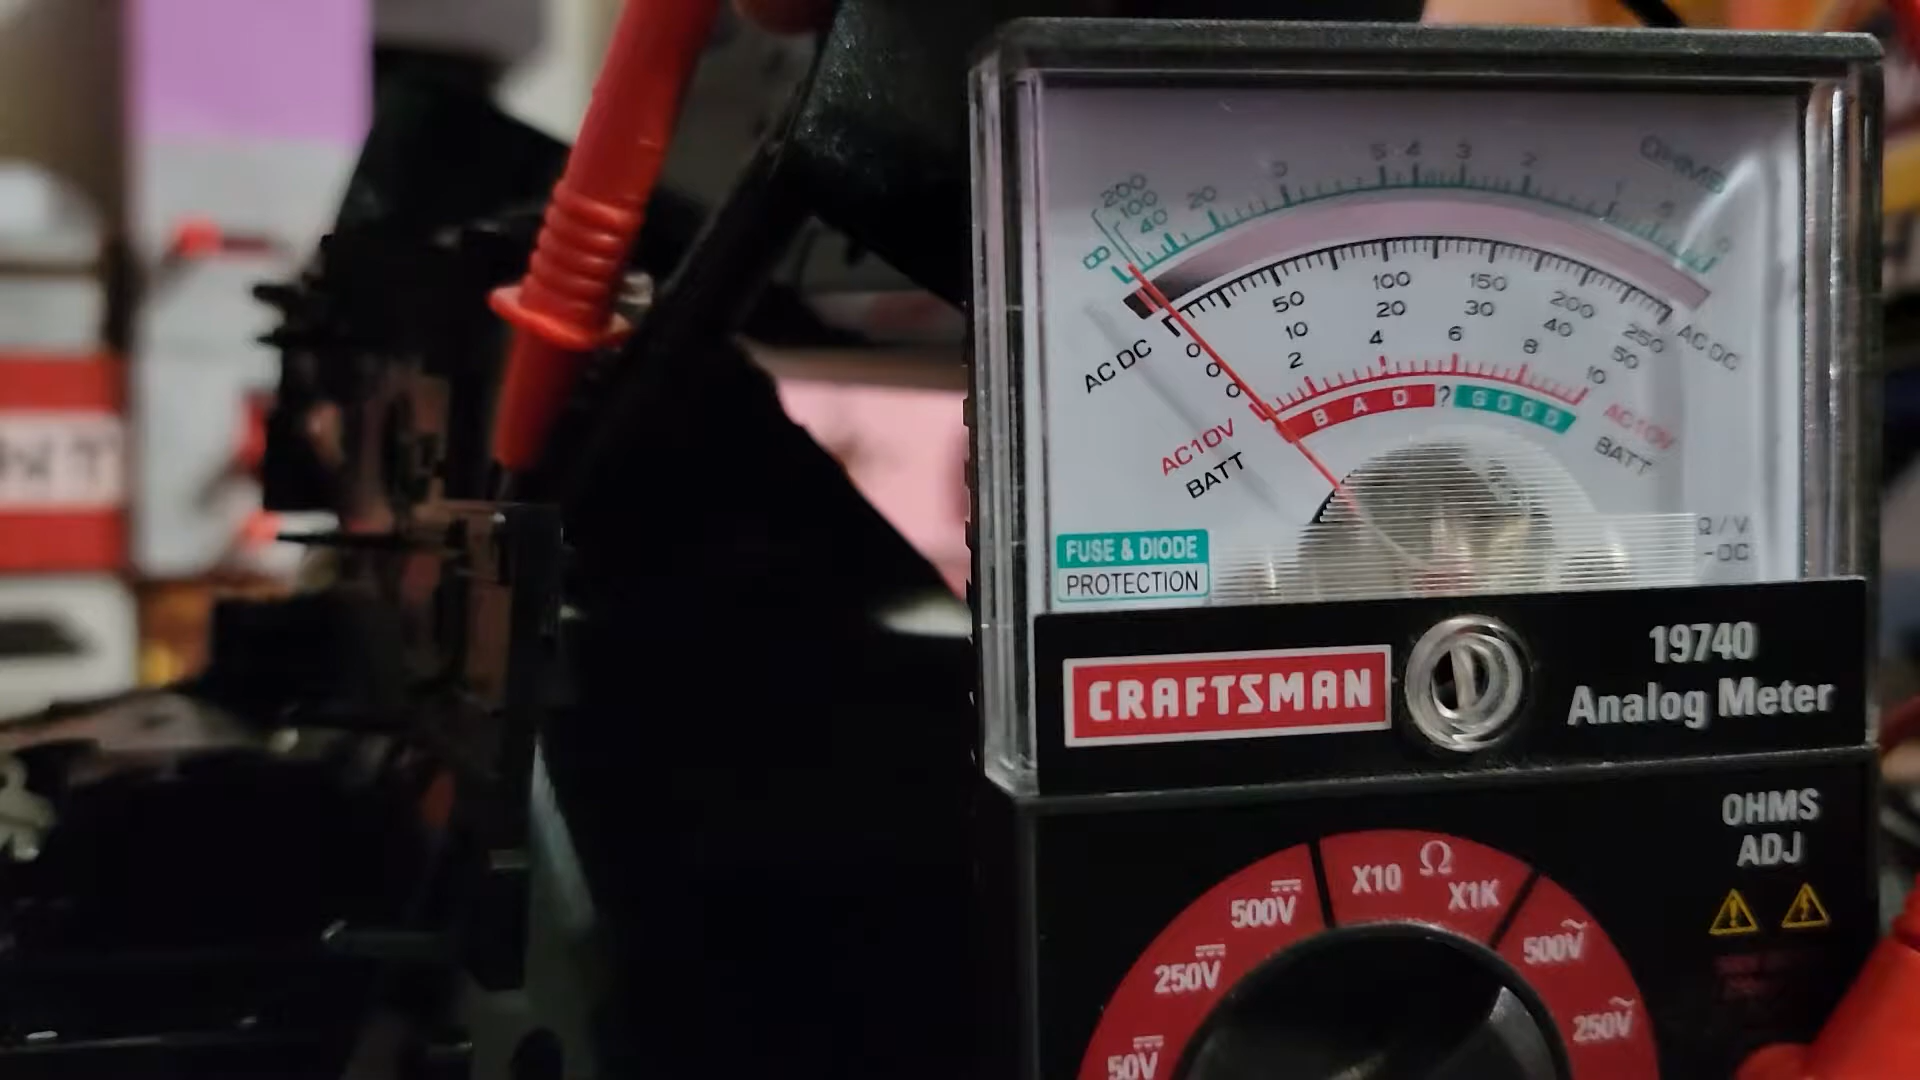 OHMS
5 4 3 2 1
200
100
40 20
∞
50 100 150 200 250
AC DC 0 10 20 30 40 50 AC DC
0 2 4 6 8 10
0
BAD ? GOOD
AC10V AC10V
BATT BATT
Ω / V
-DC
FUSE & DIODE
PROTECTION
CRAFTSMAN
19740
Analog Meter
OHMS
ADJ
Ω
X10 X1K
500V 500V
250V 250V
50V